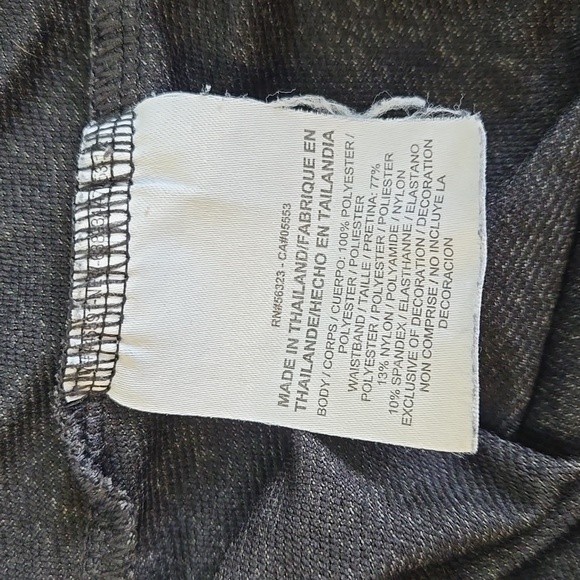 RN#56323 - CA#05553
MADE IN THAILAND/FABRIQUE EN
THAILANDE/HECHO EN TAILANDIA
BODY / CORPS / CUERPO: 100% POLYESTER /
POLYESTER / POLIESTER
WAISTBAND / TAILLE / PRETINA: 77%
POLYESTER / POLYESTER / POLIESTER
13% NYLON / POLYAMIDE / NYLON
10% SPANDEX / ELASTHANNE / ELASTANO
EXCLUSIVE OF DECORATION / DECORATION
NON COMPRISE / NO INCLUYE LA
DECORACION